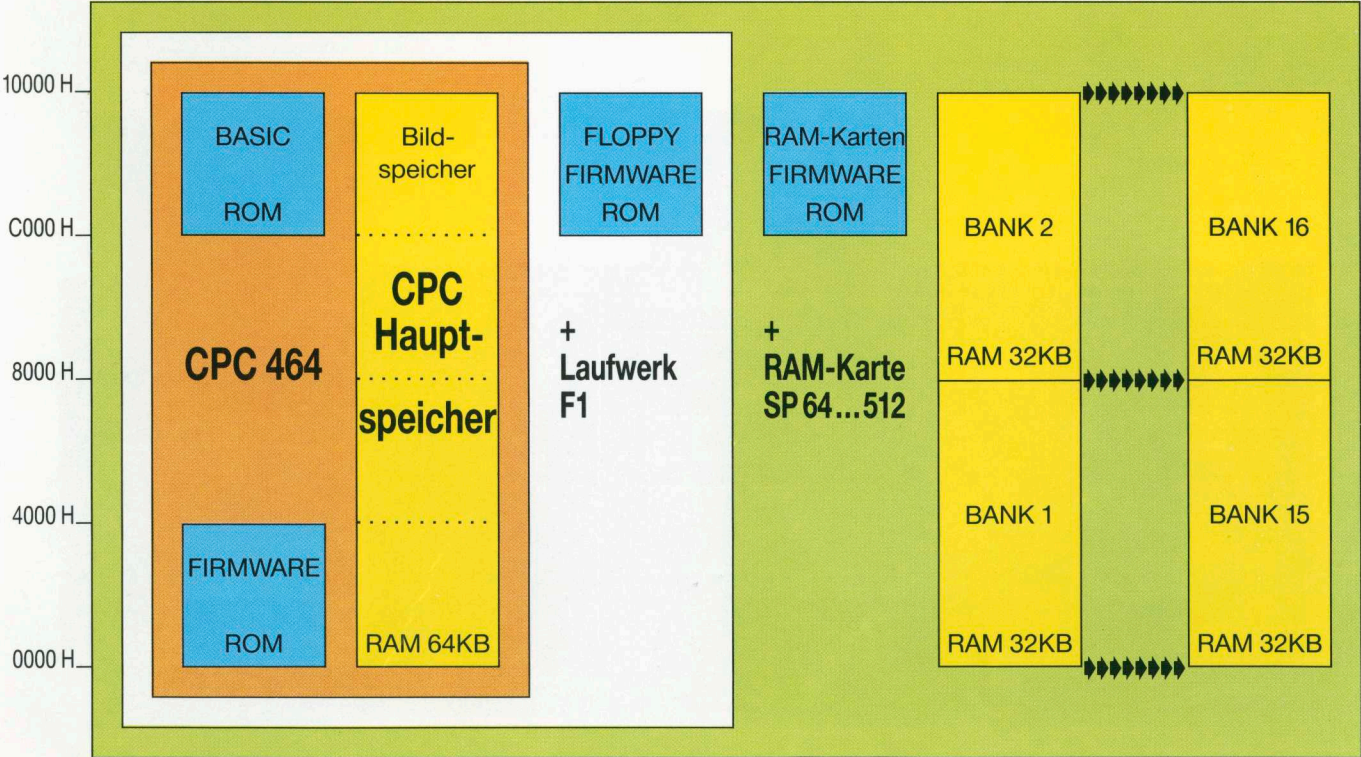 10000 H
C000 H
8000 H
4000 H
0000 H
BASIC
ROM
CPC 464
FIRMWARE
ROM
Bild-
speicher
CPC
Haupt-
speicher
RAM 64KB
FLOPPY
FIRMWARE
ROM
+
Laufwerk
F1
RAM-Karten
FIRMWARE
ROM
+
RAM-Karte
SP 64...512
BANK 2
RAM 32KB
BANK 1
RAM 32KB
BANK 16
RAM 32KB
BANK 15
RAM 32KB